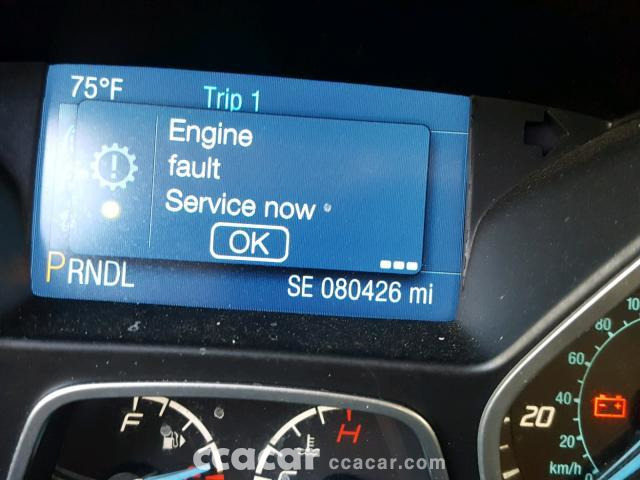 75°F
Trip 1
Engine
fault
Service now
OK
PRNDL
SE 080426 mi
F
H
20
80
60
40
20
0
km/h
ccacar ccacar.com